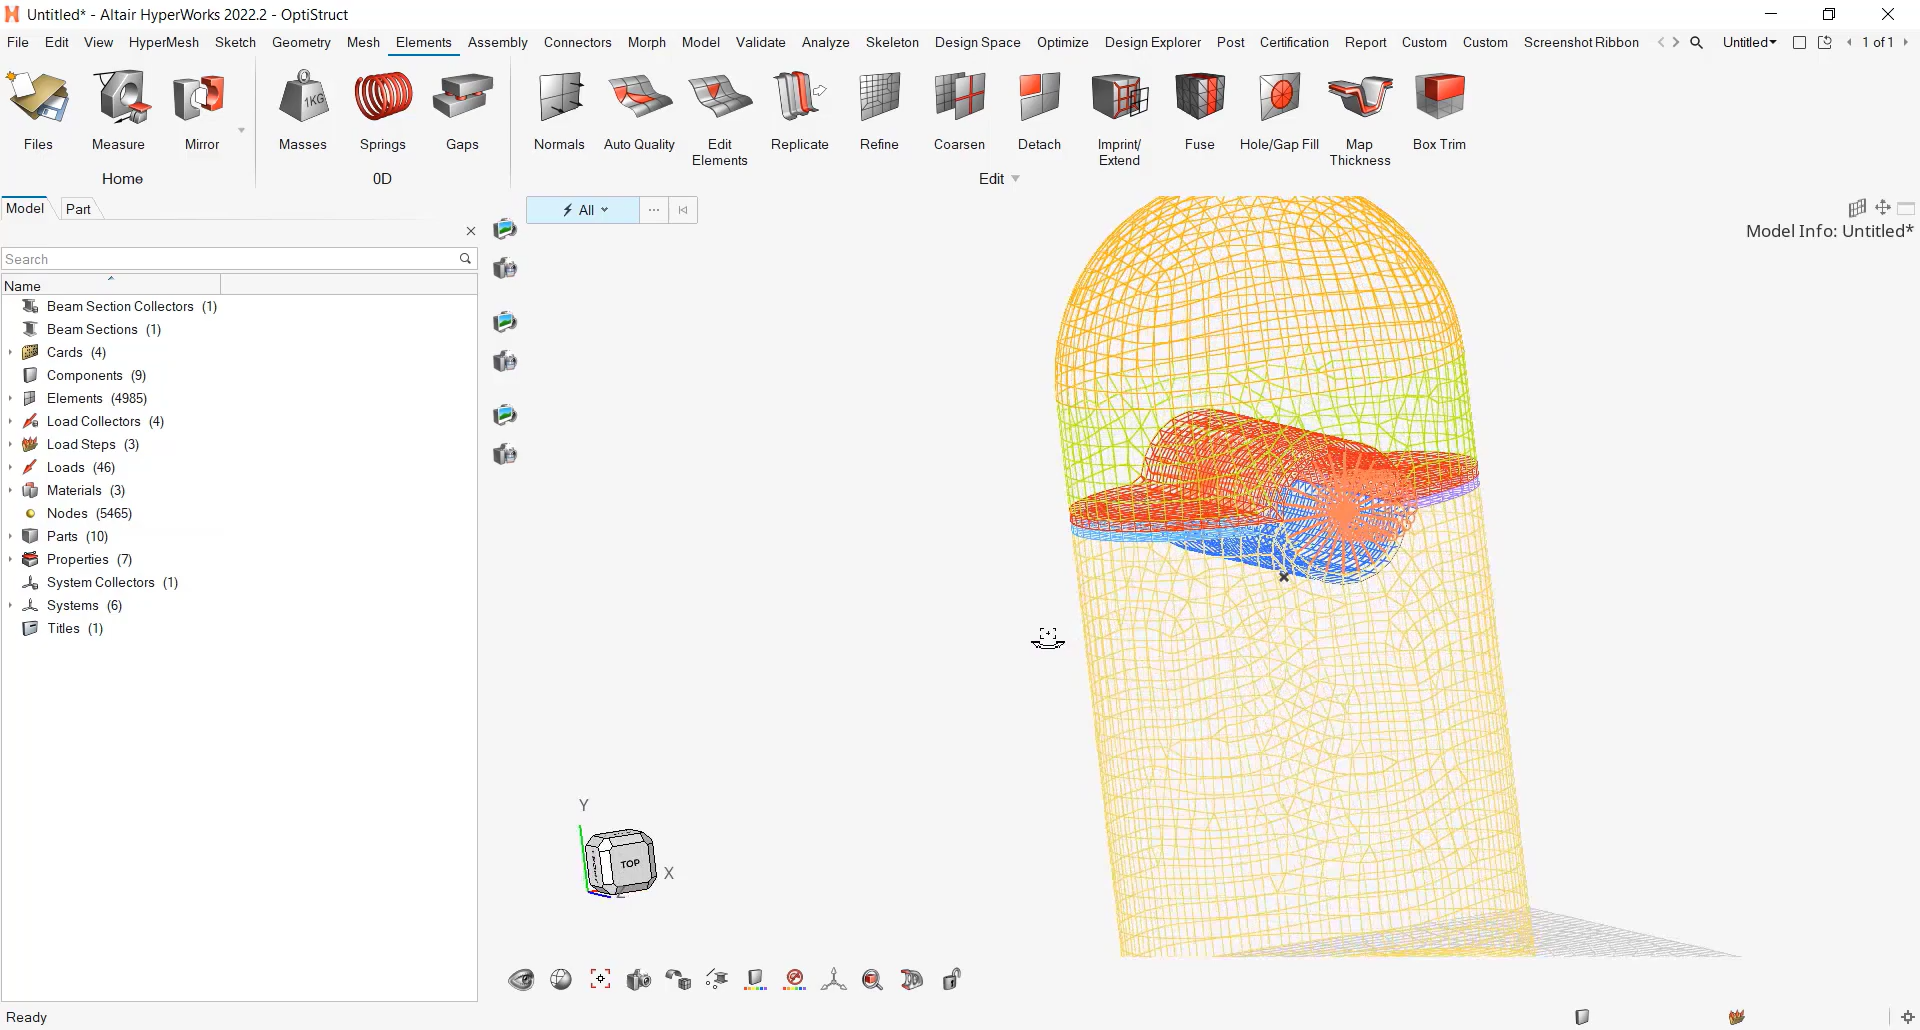 Untitled* - Altair HyperWorks 2022.2 - OptiStruct
File Edit View HyperMesh Sketch Geometry Mesh Elements Assembly Connectors Morph Model Validate Analyze Skeleton Design Space Optimize Design Explorer Post Certification Report Custom Custom Screenshot Ribbon Untitled 1 of 1
1KG
Files Measure Mirror Masses Springs Gaps Normals Auto Quality Edit Elements Replicate Refine Coarsen Detach Imprint/Extend Fuse Hole/Gap Fill Map Thickness Box Trim
Home 0D Edit
Model Part
All ...
Model Info: Untitled*
Search
Name
Beam Section Collectors (1)
Beam Sections (1)
Cards (4)
Components (9)
Elements (4985)
Load Collectors (4)
Load Steps (3)
Loads (46)
Materials (3)
Nodes (5465)
Parts (10)
Properties (7)
System Collectors (1)
Systems (6)
Titles (1)
Y
TOP
X
Z
Ready